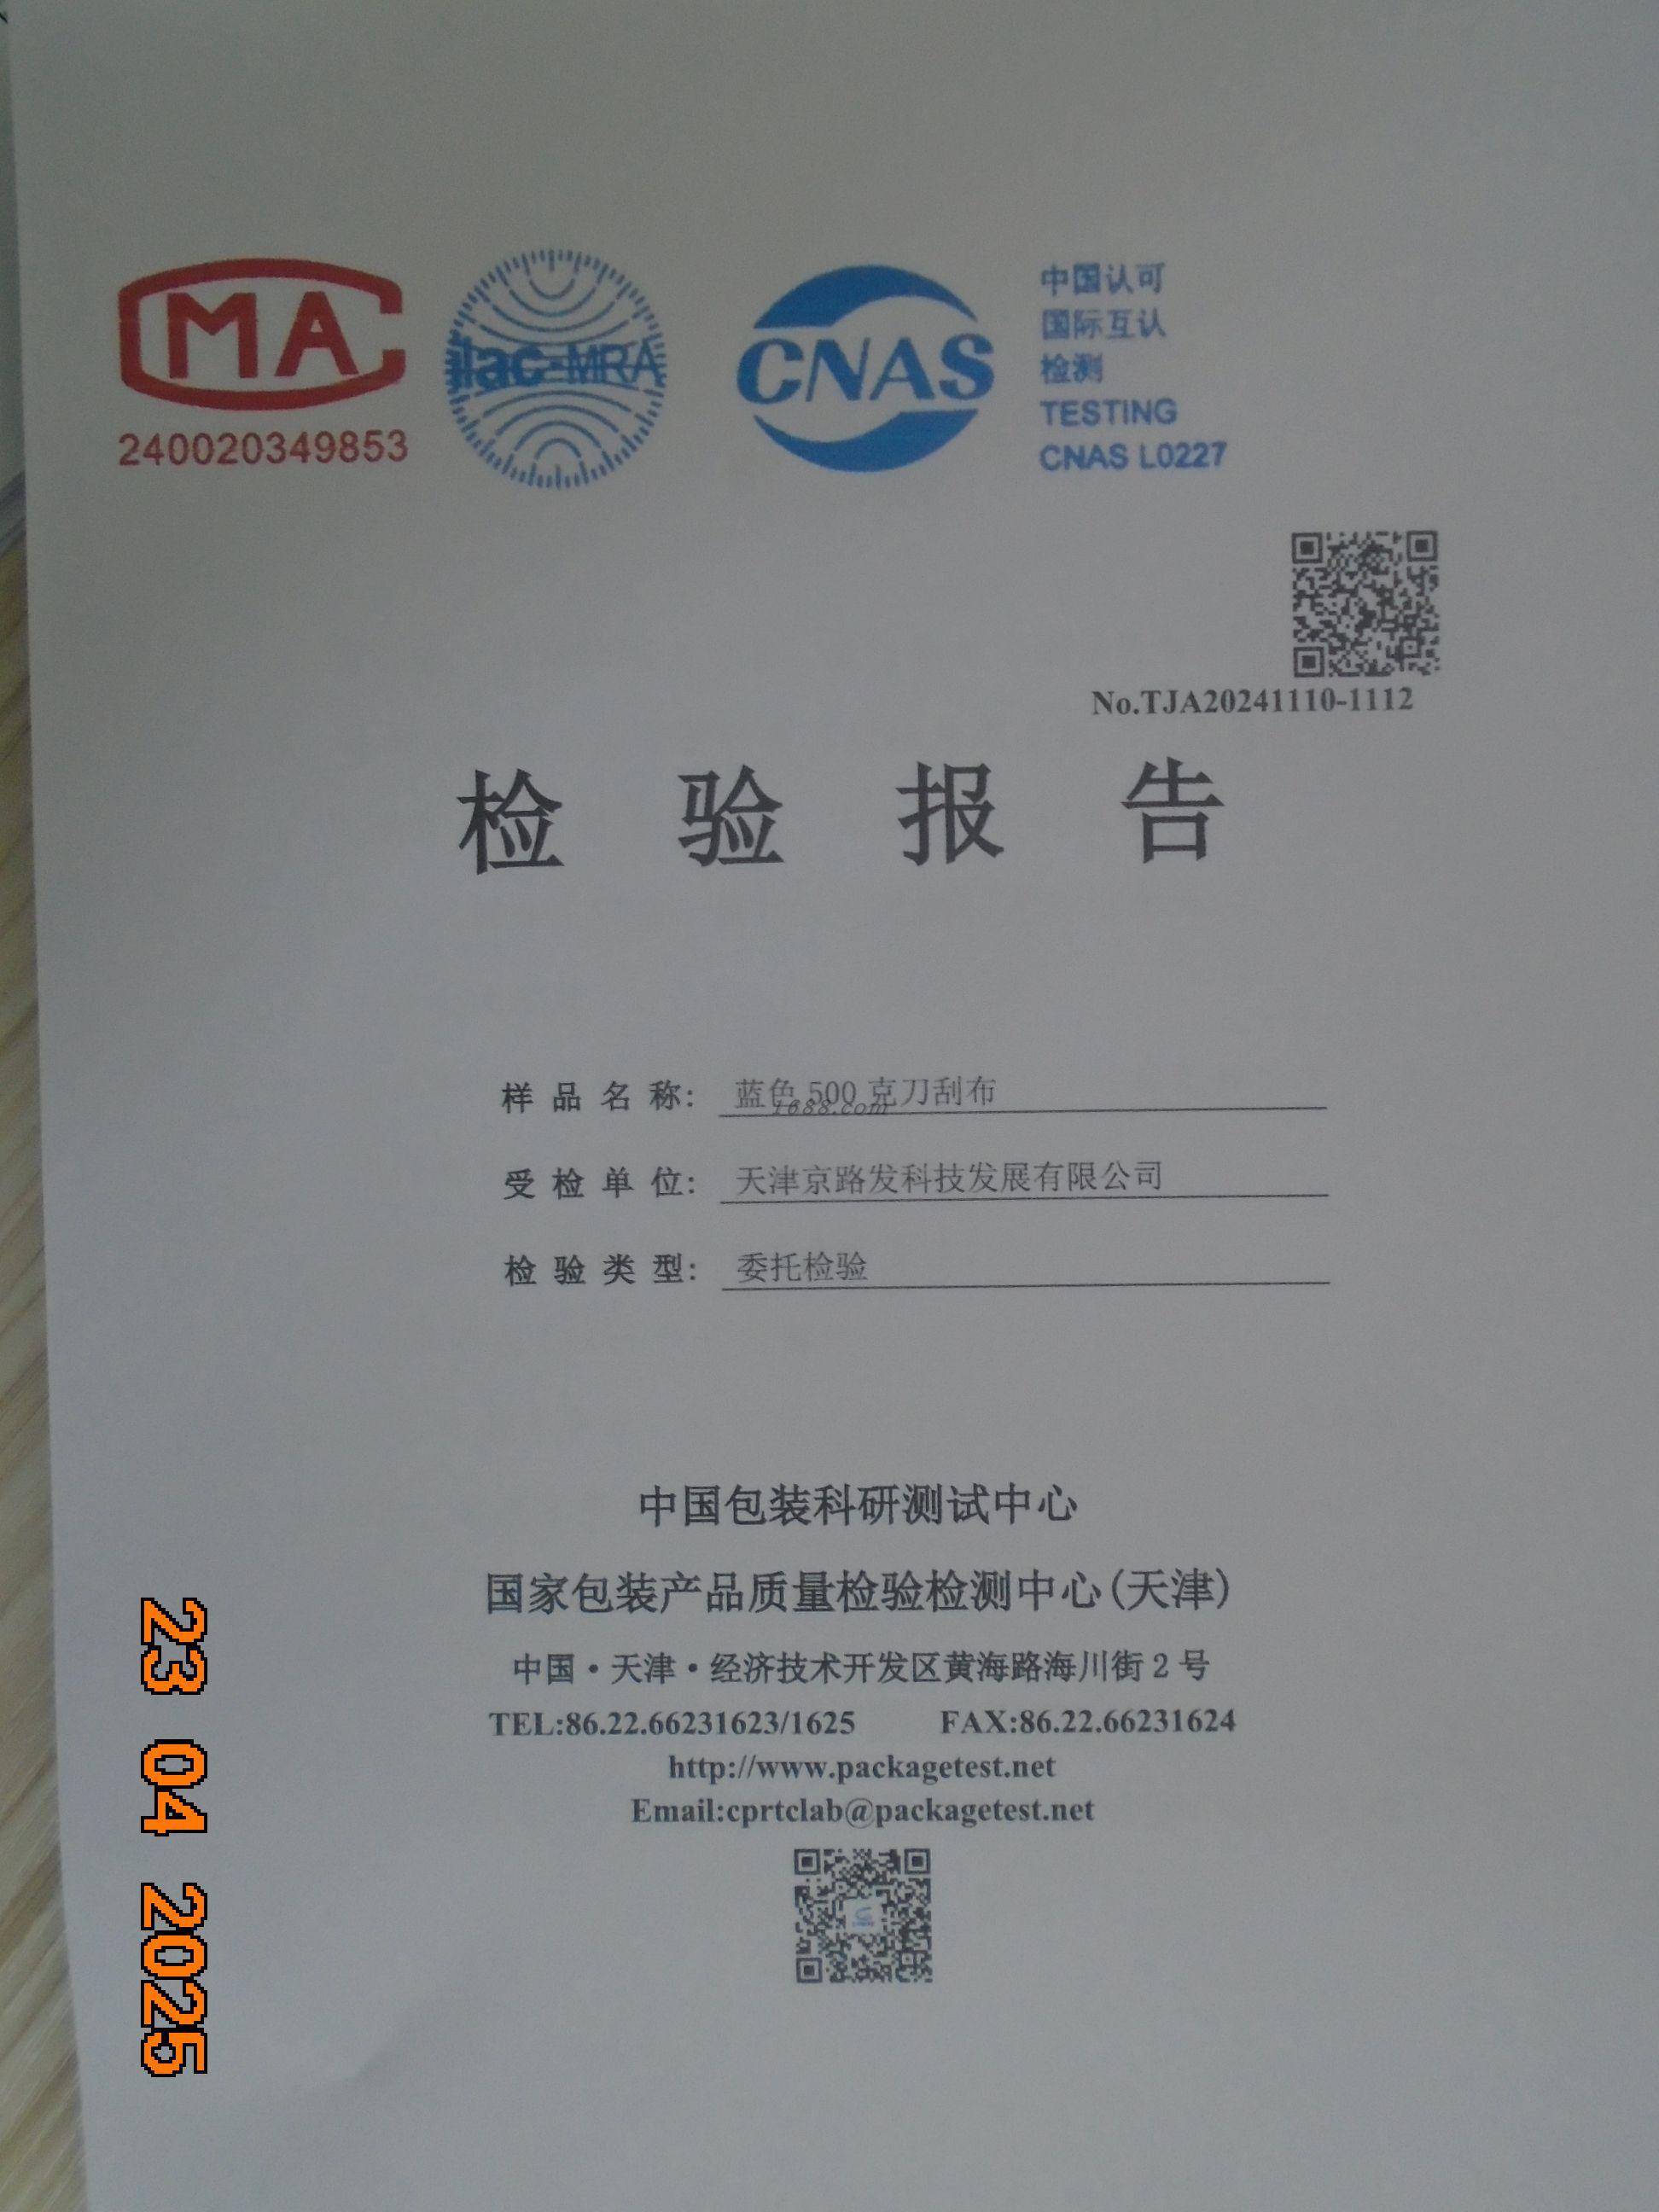 MA
240020349853
ilac-MRA
CNAS
中国认可
国际互认
检测
TESTING
CNAS L0227
No.TJA20241110-1112
检验报告
样品名称: 蓝色 500 克刀刮布
1688.com
受检单位: 天津京路发科技发展有限公司
检验类型: 委托检验
中国包装科研测试中心
国家包装产品质量检验检测中心(天津)
中国·天津·经济技术开发区黄海路海川街 2 号
TEL:86.22.66231623/1625 FAX:86.22.66231624
http://www.packagetest.net
Email:cprtclab@packagetest.net
23 04 2025